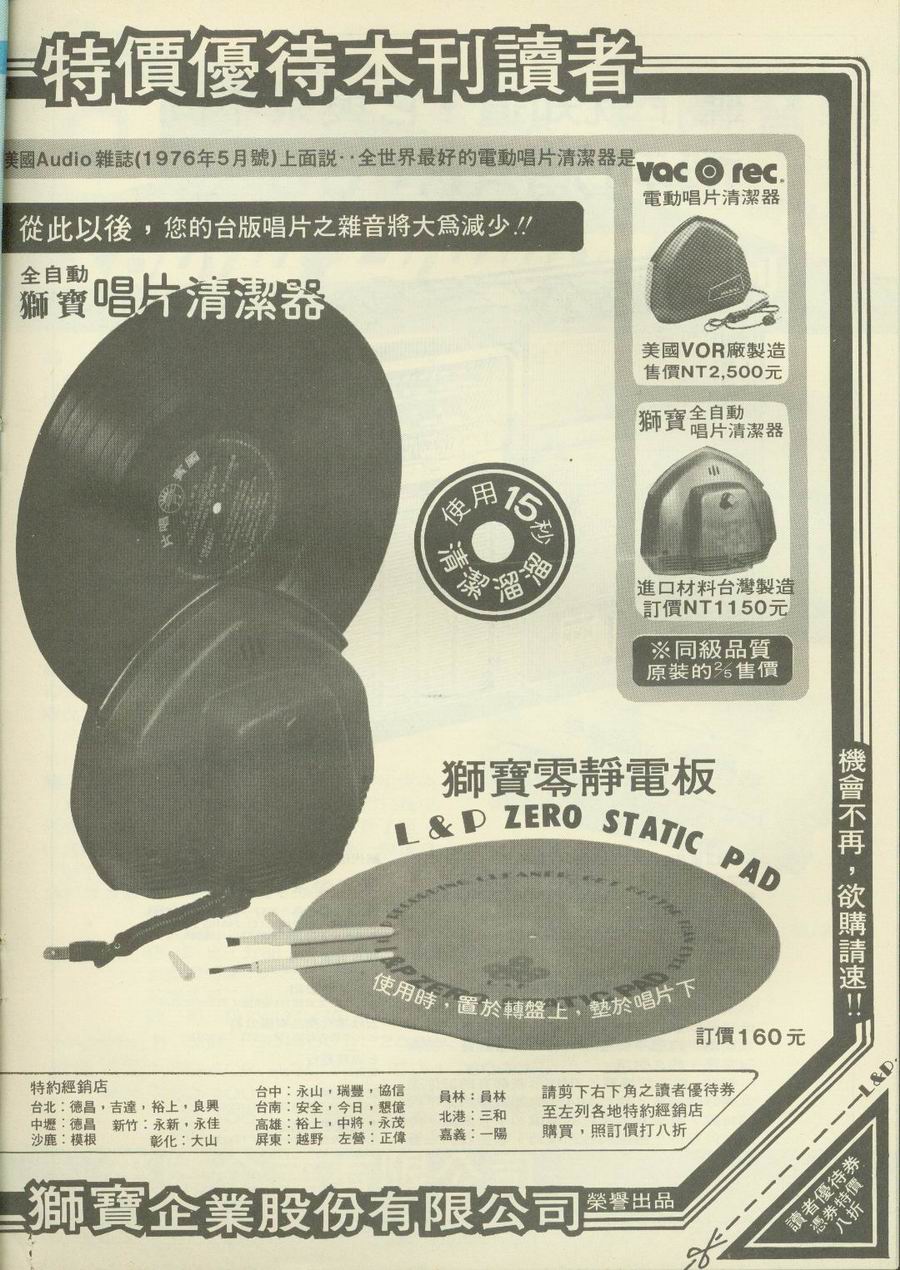 特價優待本刊讀者
美國Audio雜誌(1976年5月號)上面説‥全世界最好的電動唱片清潔器是
vac rec
電動唱片清潔器
美國VOR廠製造
售價NT2,500元
從此以後，您的台版唱片之雜音將大爲減少!!
全自動
獅寶唱片清潔器
獅寶全自動
唱片清潔器
進口材料台灣製造
訂價NT1150元
※同級品質
原裝的⅖售價
使用15秒
清潔溜溜
獅寶零靜電板
L&P ZERO STATIC PAD
使用時，置於轉盤上，墊於唱片下
訂價160元
機會不再，欲購請速!!
特約經銷店
台北：德昌，吉達，裕上，良興
中壢：德昌　新竹：永新，永佳
沙鹿：模根　彰化：大山
台中：永山，瑞豐，協信
台南：安全，今日，懇億
高雄：裕上，中將，永茂
屏東：越野　左營：正偉
員林：員林
北港：三和
嘉義：一陽
請剪下右下角之讀者優待券
至左列各地特約經銷店
購買，照訂價打八折
獅寶企業股份有限公司榮譽出品
L&P
讀者優待券
憑券特價
八折